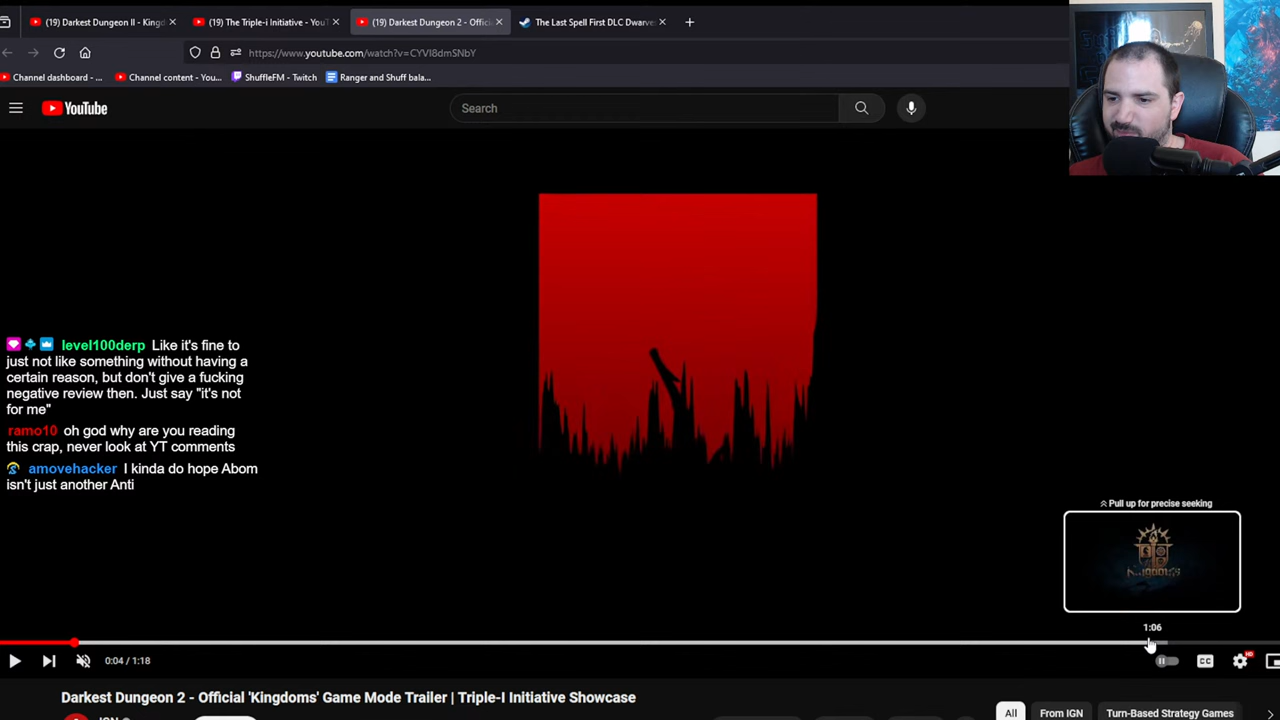 (19) Darkest Dungeon II - Kingd
(19) The Triple-i Initiative - YouT
(19) Darkest Dungeon 2 - Offici
The Last Spell First DLC Dwarves
https://www.youtube.com/watch?v=CYVI8dmSNbY
Channel dashboard - ...
Channel content - You...
ShuffleFM - Twitch
Ranger and Shuff bala...
YouTube
Search
level100derp Like it's fine to
just not like something without having a
certain reason, but don't give a fucking
negative review then. Just say "it's not
for me"
ramo10 oh god why are you reading
this crap, never look at YT comments
amovehacker I kinda do hope Abom
isn't just another Anti
Pull up for precise seeking
Kingdoms
1:06
0:04 / 1:18
CC
HD
Darkest Dungeon 2 - Official 'Kingdoms' Game Mode Trailer | Triple-I Initiative Showcase
IGN
All
From IGN
Turn-Based Strategy Games